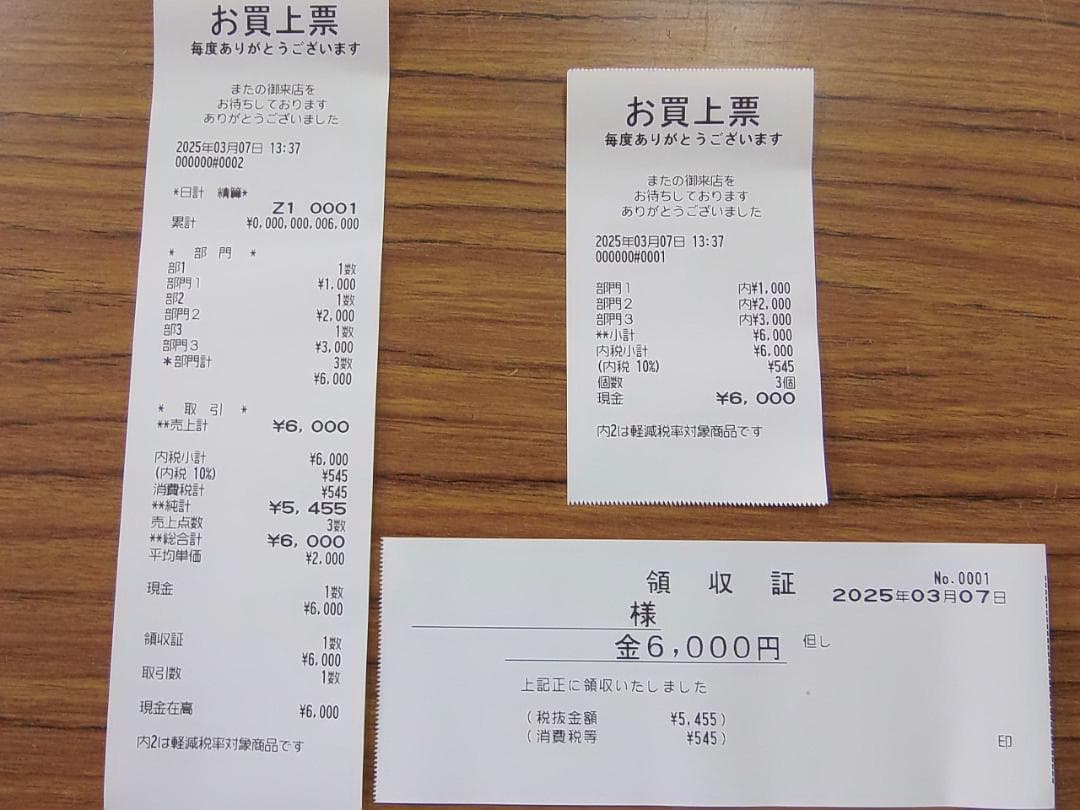 お買上票
毎度ありがとうございます
またの御来店を
お待ちしております
ありがとうございました
2025年03月07日 13:37
000000#0002
*日計 精算*
Z1 0001
累計 ¥0,000,000,006,000
* 部 門 *
部1 1数
部門1 ¥1,000
部2 1数
部門2 ¥2,000
部3 1数
部門3 ¥3,000
*部門計 3数
¥6,000
* 取 引 *
**売上計 ¥6,000
内税小計 ¥6,000
(内税 10%) ¥545
消費税計 ¥545
**純計 ¥5,455
売上点数 3数
**総合計 ¥6,000
平均単価 ¥2,000
現金 1数
¥6,000
領収証 1数
¥6,000
取引数 1数
現金在高 ¥6,000
内2は軽減税率対象商品です
お買上票
毎度ありがとうございます
またの御来店を
お待ちしております
ありがとうございました
2025年03月07日 13:37
000000#0001
部門1 内¥1,000
部門2 内¥2,000
部門3 内¥3,000
**小計 ¥6,000
内税小計 ¥6,000
(内税 10%) ¥545
個数 3個
現金 ¥6,000
内2は軽減税率対象商品です
領 収 証 No.0001
2025年03月07日
様
金6,000円 但し
上記正に領収いたしました
(税抜金額 ¥5,455)
(消費税等 ¥545)
印